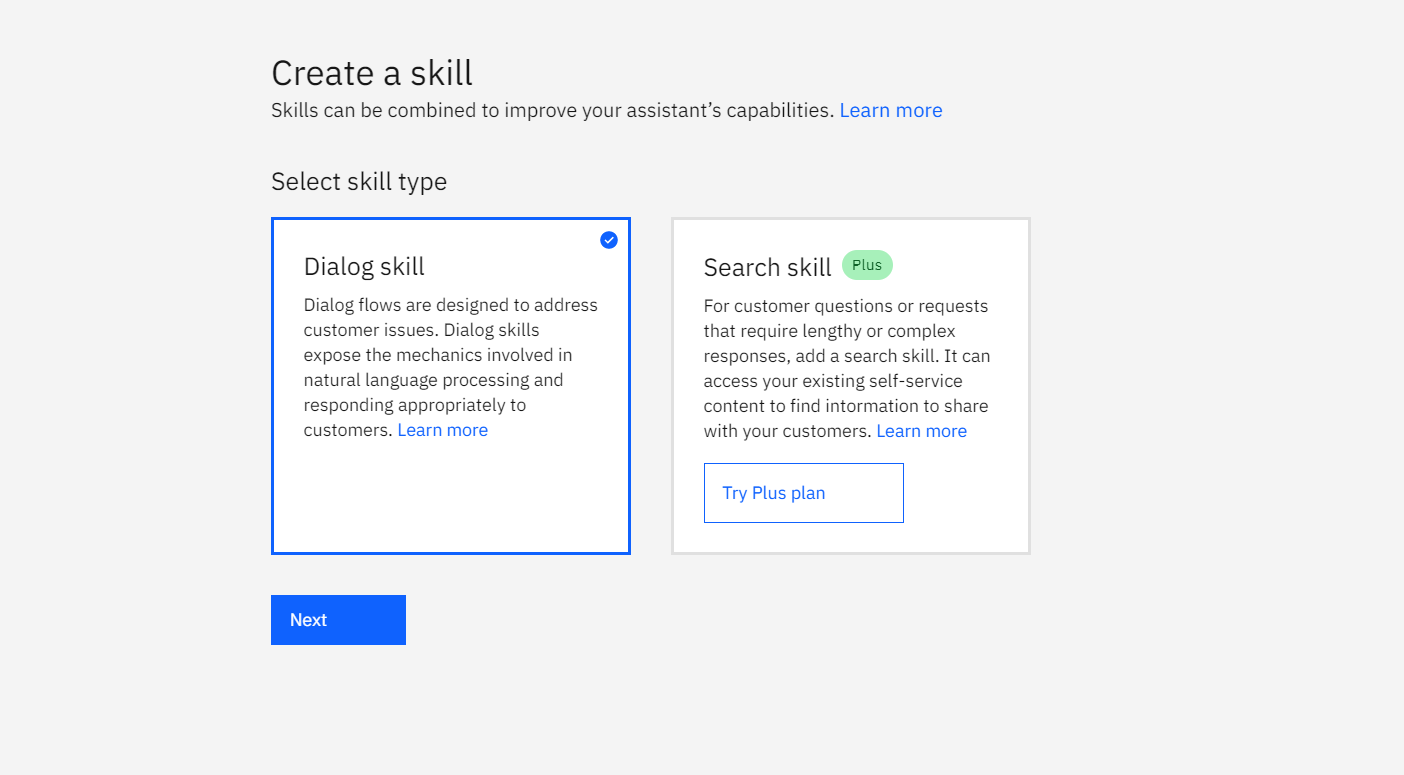 Create a skill
Skills can be combined to improve your assistant’s capabilities. Learn more
Select skill type
Dialog skill
Dialog flows are designed to address
customer issues. Dialog skills
expose the mechanics involved in
natural language processing and
responding appropriately to
customers. Learn more
Search skill Plus
For customer questions or requests
that require lengthy or complex
responses, add a search skill. It can
access your existing self-service
content to find intormation to share
with your customers. Learn more
Try Plus plan
Next